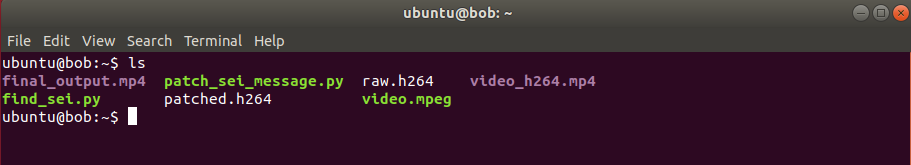 ubuntu@bob: ~
File Edit View Search Terminal Help
ubuntu@bob:~$ ls
final_output.mp4 patch_sei_message.py raw.h264 video_h264.mp4
find_sei.py patched.h264 video.mpeg
ubuntu@bob:~$